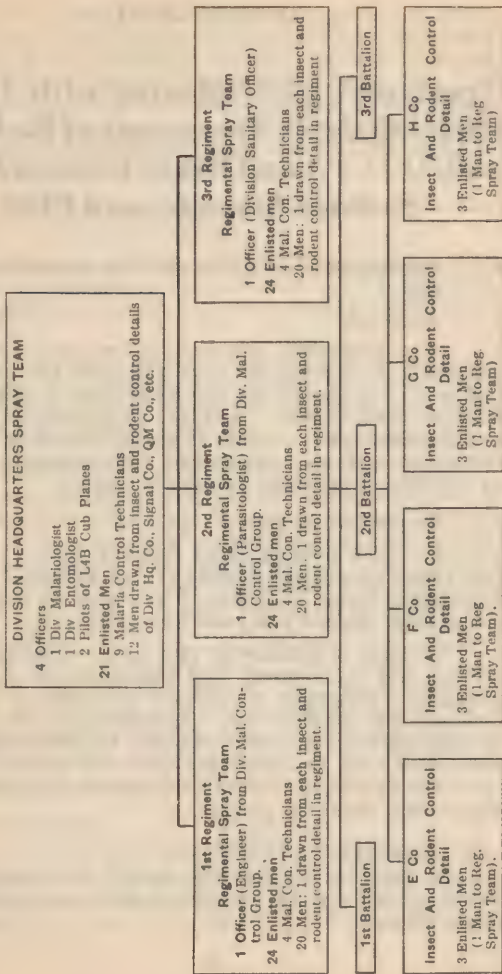 DIVISION HEADQUARTERS SPRAY TEAM
4 Officers
1 Div Malariologist
1 Div Entomologist
2 Pilots of L4B Cub Planes
21 Enlisted Men
9 Malaria Control Technicians
12 Men drawn from insect and rodent control details
of Div Hq. Co., Signal Co., QM Co., etc.
1st Regiment
Regimental Spray Team
1 Officer (Engineer) from Div. Mal. Con-
trol Group.
24 Enlisted men
4 Mal. Con. Technicians
20 Men: 1 drawn from each insect and
rodent control detail in regiment.
2nd Regiment
Regimental Spray Team
1 Officer (Parasitologist) from Div. Mal.
Control Group.
24 Enlisted men
4 Mal. Con. Technicians
20 Men. 1 drawn from each insect and
rodent control detail in regiment.
3rd Regiment
Regimental Spray Team
1 Officer (Division Sanitary Officer)
24 Enlisted men
4 Mal. Con. Technicians
20 Men: 1 drawn from each insect and
rodent control detail in regiment
1st Battalion
2nd Battalion
3rd Battalion
E Co
Insect And Rodent Control
Detail
3 Enlisted Men
(1 Man to Reg.
Spray Team).
F Co
Insect And Rodent Control
Detail
3 Enlisted Men
(1 Man to Reg
Spray Team).
G Co
Insect And Rodent Control
Detail
3 Enlisted Men
(1 Man to Reg.
Spray Team)
H Co
Insect And Rodent Control
Detail
3 Enlisted Men
(1 Man to Reg
Spray Team)